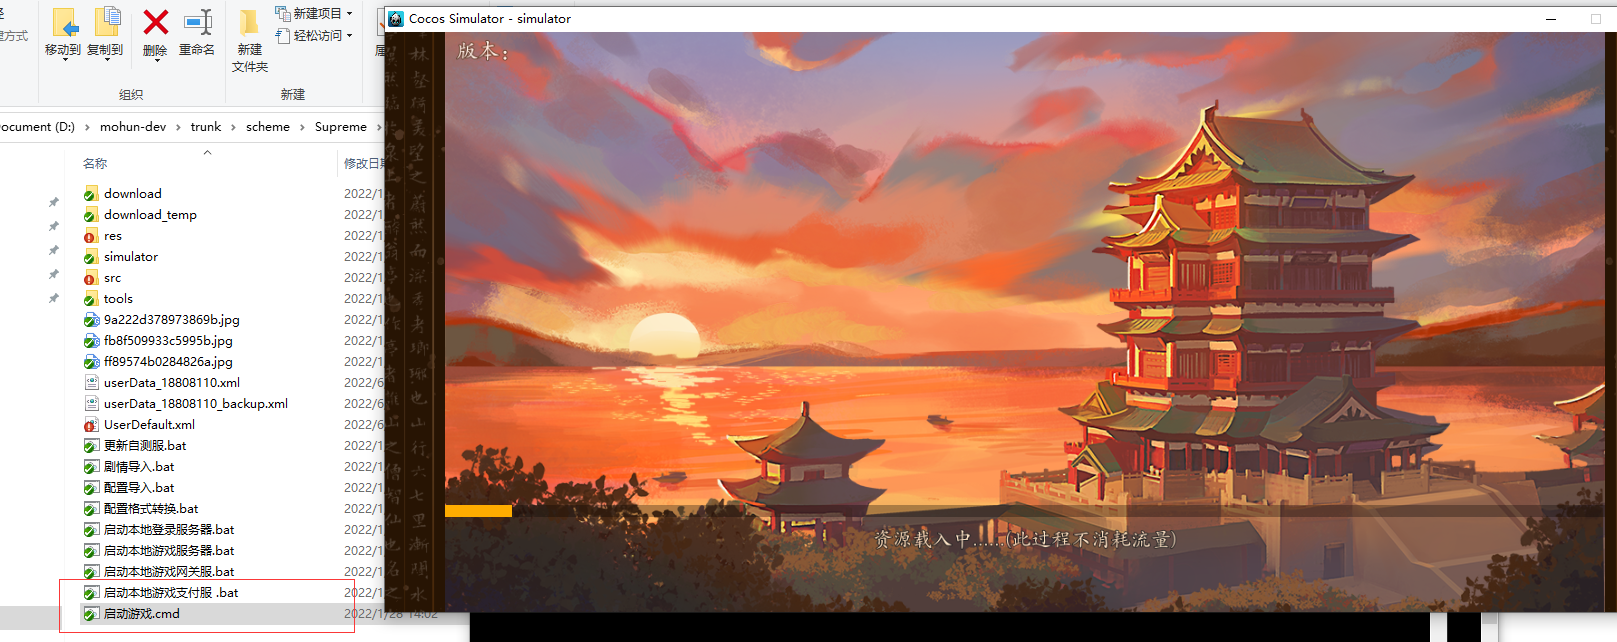 Cocos Simulator - simulator
新建项目
移动到 复制到 删除 重命名 新建
文件夹
轻松访问
组织 新建
ocument (D:) › mohun-dev › trunk › scheme › Supreme ›
名称 修改日期
download 2022/1
download_temp 2022/1
res 2022/1
simulator 2022/1
src 2022/1
tools 2022/1
9a222d378973869b.jpg 2022/1
fb8f509933c5995b.jpg 2022/1
ff89574b0284826a.jpg 2022/1
userData_18808110.xml 2022/6
userData_18808110_backup.xml 2022/6
UserDefault.xml 2022/6
更新自测服.bat 2022/1
剧情导入.bat 2022/1
配置导入.bat 2022/1
配置格式转换.bat 2022/1
启动本地登录服务器.bat 2022/1
启动本地游戏服务器.bat 2022/1
启动本地游戏网关服.bat 2022/1
启动本地游戏支付服 .bat 2022/1
启动游戏.cmd 2022/1/26 14:02
版本：
资源载入中......(此过程不消耗流量)